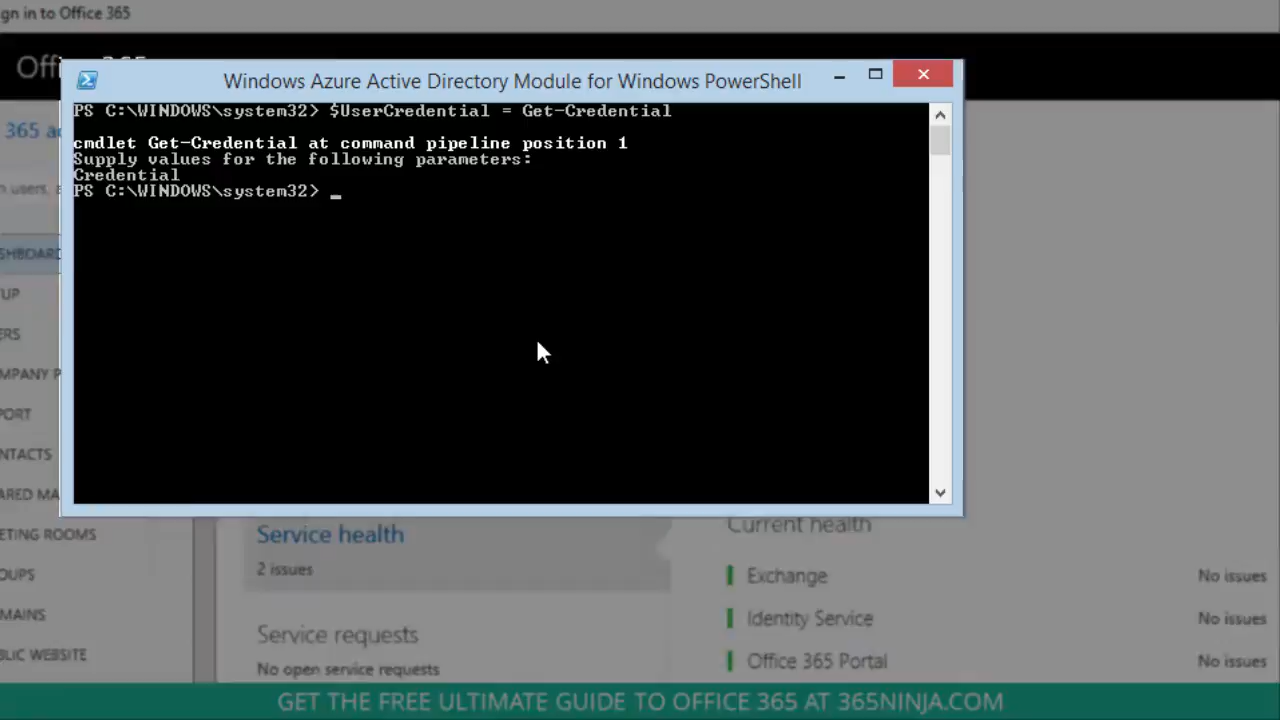 gn in to Office 365
Windows Azure Active Directory Module for Windows PowerShell
PS C:\WINDOWS\system32> $UserCredential = Get-Credential
cmdlet Get-Credential at command pipeline position 1
Supply values for the following parameters:
Credential
PS C:\WINDOWS\system32> _
365 a
n users, a
SHBOARD
UP
ERS
MPANY P
PORT
NTACTS
ARED MA
ETING ROOMS
OUPS
MAINS
BLIC WEBSITE
Service health
2 issues
Service requests
No open service requests
Current health
Exchange No issues
Identity Service No issues
Office 365 Portal No issues
GET THE FREE ULTIMATE GUIDE TO OFFICE 365 AT 365NINJA.COM